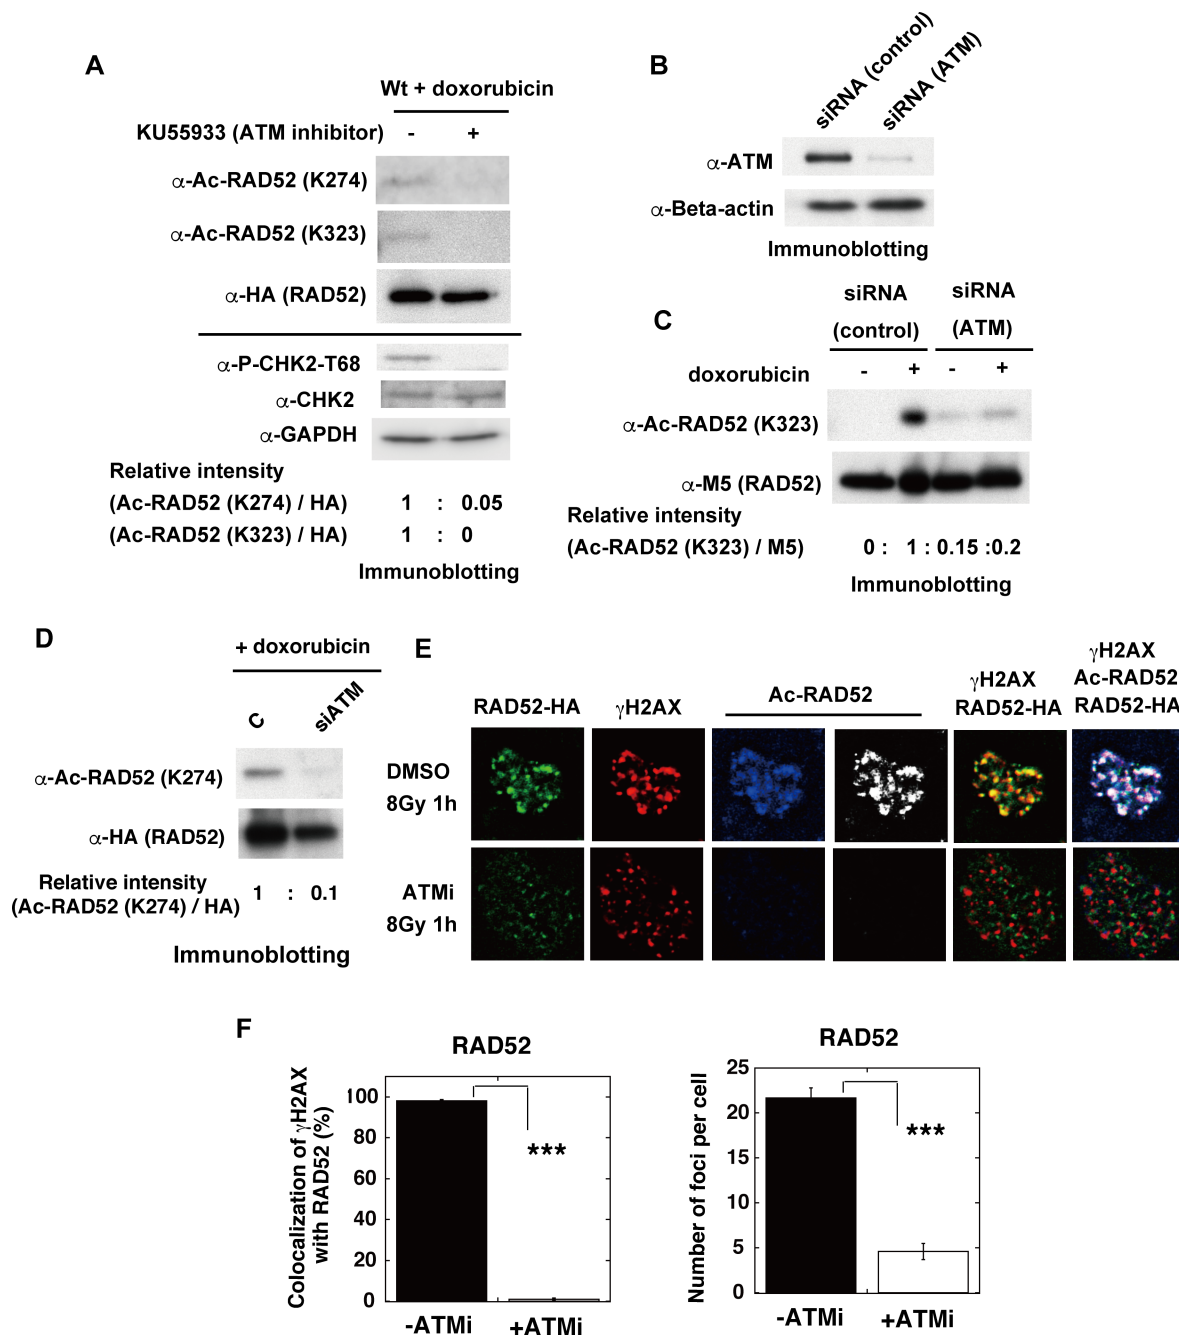 A
Wt + doxorubicin
KU55933 (ATM inhibitor) - +
α-Ac-RAD52 (K274)
α-Ac-RAD52 (K323)
α-HA (RAD52)
α-P-CHK2-T68
α-CHK2
α-GAPDH
Relative intensity
(Ac-RAD52 (K274) / HA) 1 : 0.05
(Ac-RAD52 (K323) / HA) 1 : 0
Immunoblotting
B
siRNA (control)
siRNA (ATM)
α-ATM
α-Beta-actin
Immunoblotting
C
siRNA siRNA
(control) (ATM)
doxorubicin - + - +
α-Ac-RAD52 (K323)
α-M5 (RAD52)
Relative intensity
(Ac-RAD52 (K323) / M5) 0 : 1 : 0.15 :0.2
Immunoblotting
D
+ doxorubicin
C siATM
α-Ac-RAD52 (K274)
α-HA (RAD52)
Relative intensity
(Ac-RAD52 (K274) / HA) 1 : 0.1
Immunoblotting
E
RAD52-HA
γH2AX
Ac-RAD52
γH2AX
RAD52-HA
γH2AX
Ac-RAD52
RAD52-HA
DMSO
8Gy 1h
ATMi
8Gy 1h
F
RAD52
Colocalization of γH2AX
with RAD52 (%)
100
80
60
40
20
0
***
-ATMi +ATMi
RAD52
Number of foci per cell
25
20
15
10
5
0
***
-ATMi +ATMi